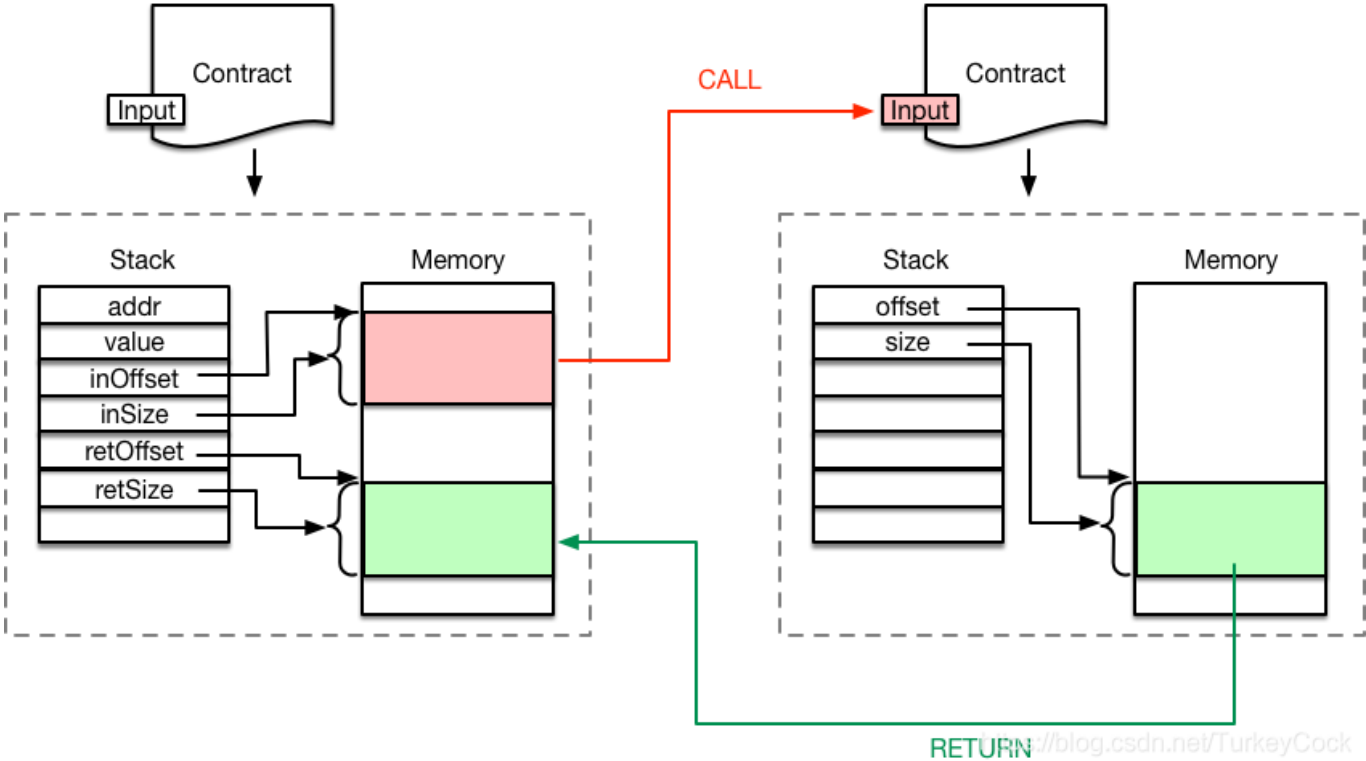 Contract
Input
CALL
Contract
Input
Stack
Memory
addr
value
inOffset
inSize
retOffset
retSize
Stack
Memory
offset
size
RETURN
://blog.csdn.net/TurkeyCock